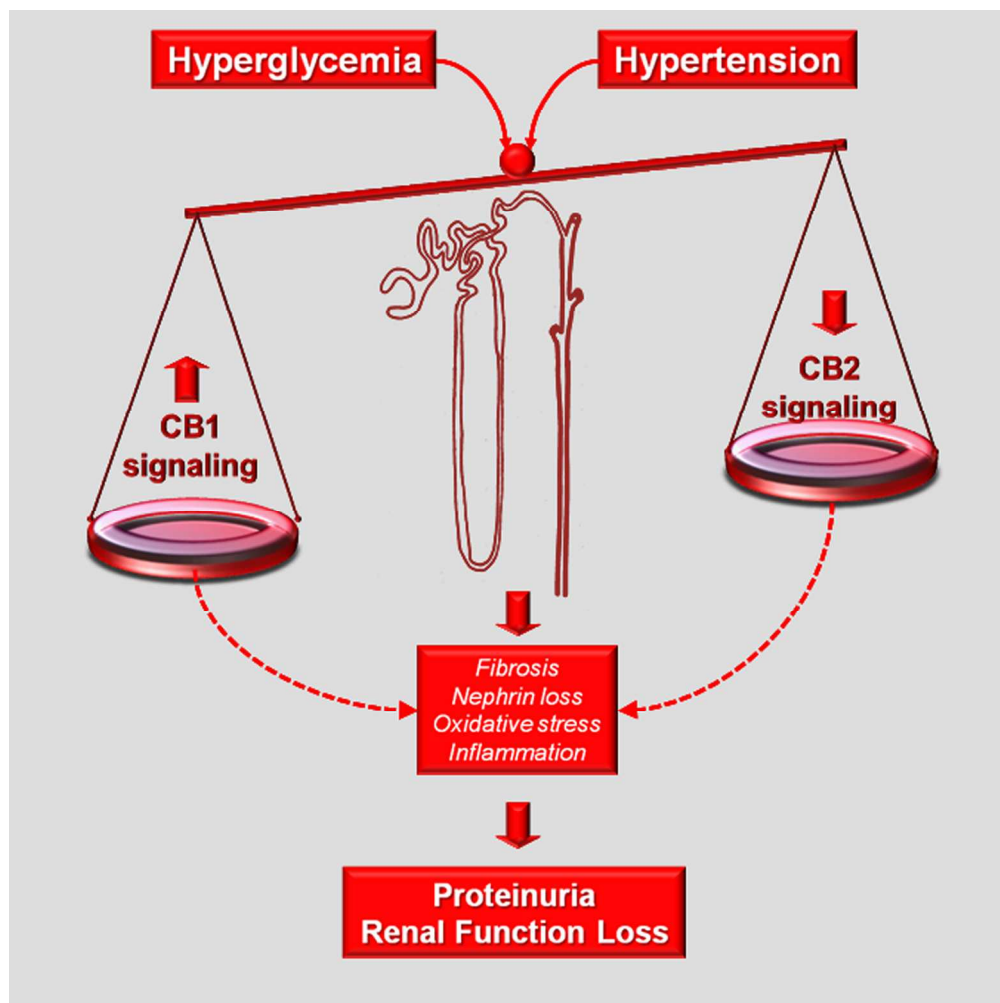 Hyperglycemia
Hypertension
CB1
signaling
CB2
signaling
Fibrosis
Nephrin loss
Oxidative stress
Inflammation
Proteinuria
Renal Function Loss